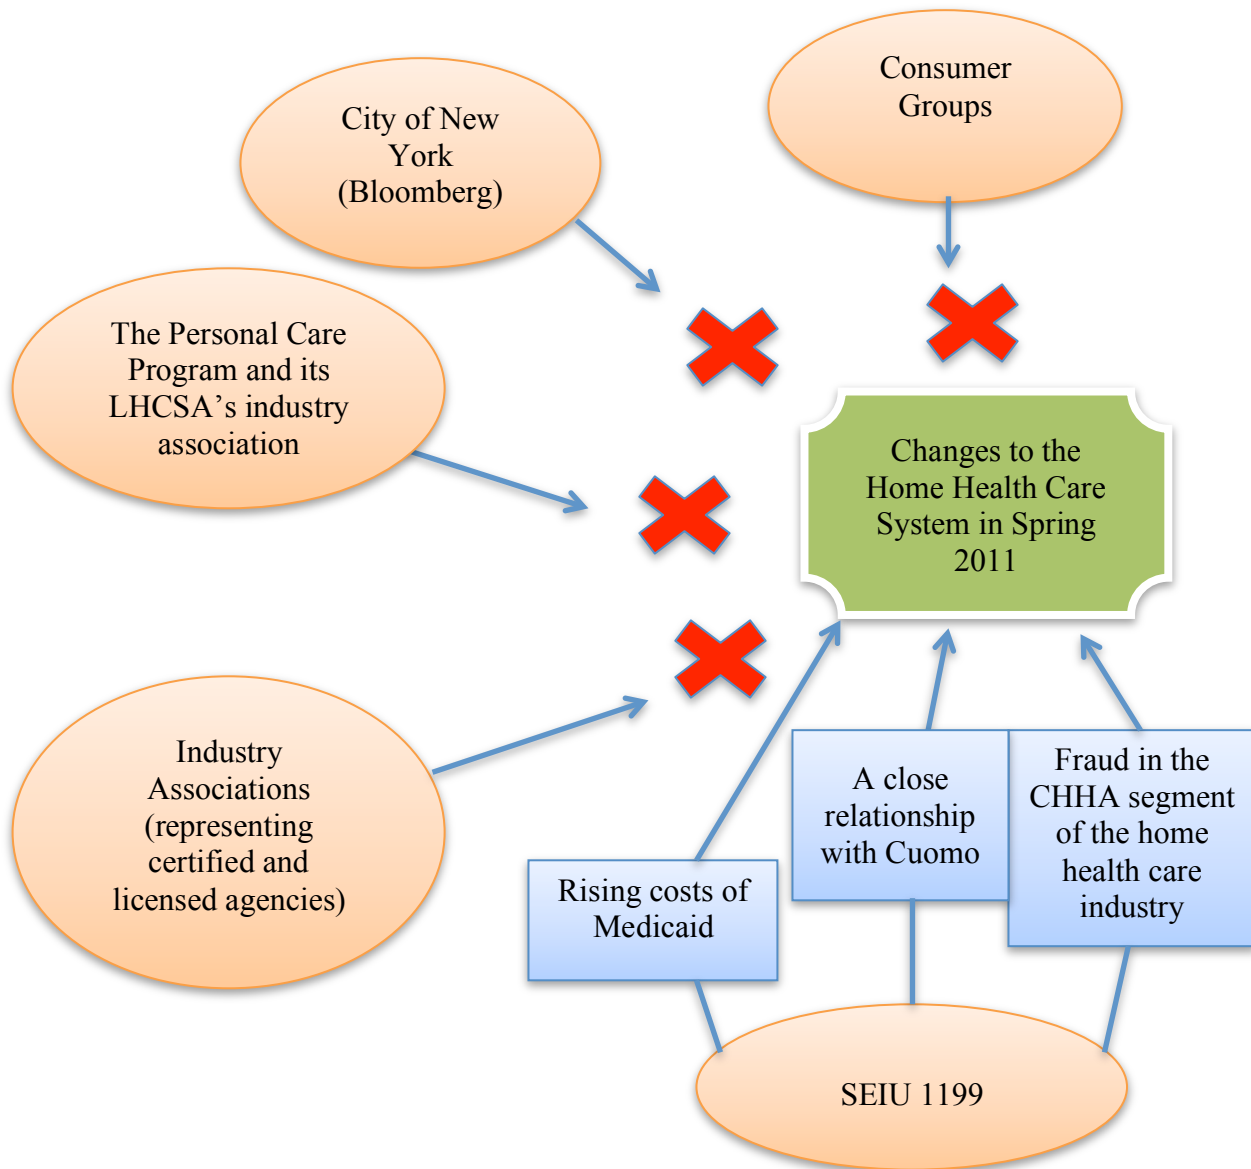 Consumer
Groups
City of New
York
(Bloomberg)
The Personal Care
Program and its
LHCSA’s industry
association
Changes to the
Home Health Care
System in Spring
2011
Industry
Associations
(representing
certified and
licensed agencies)
Rising costs of
Medicaid
A close
relationship
with Cuomo
Fraud in the
CHHA segment
of the home
health care
industry
SEIU 1199